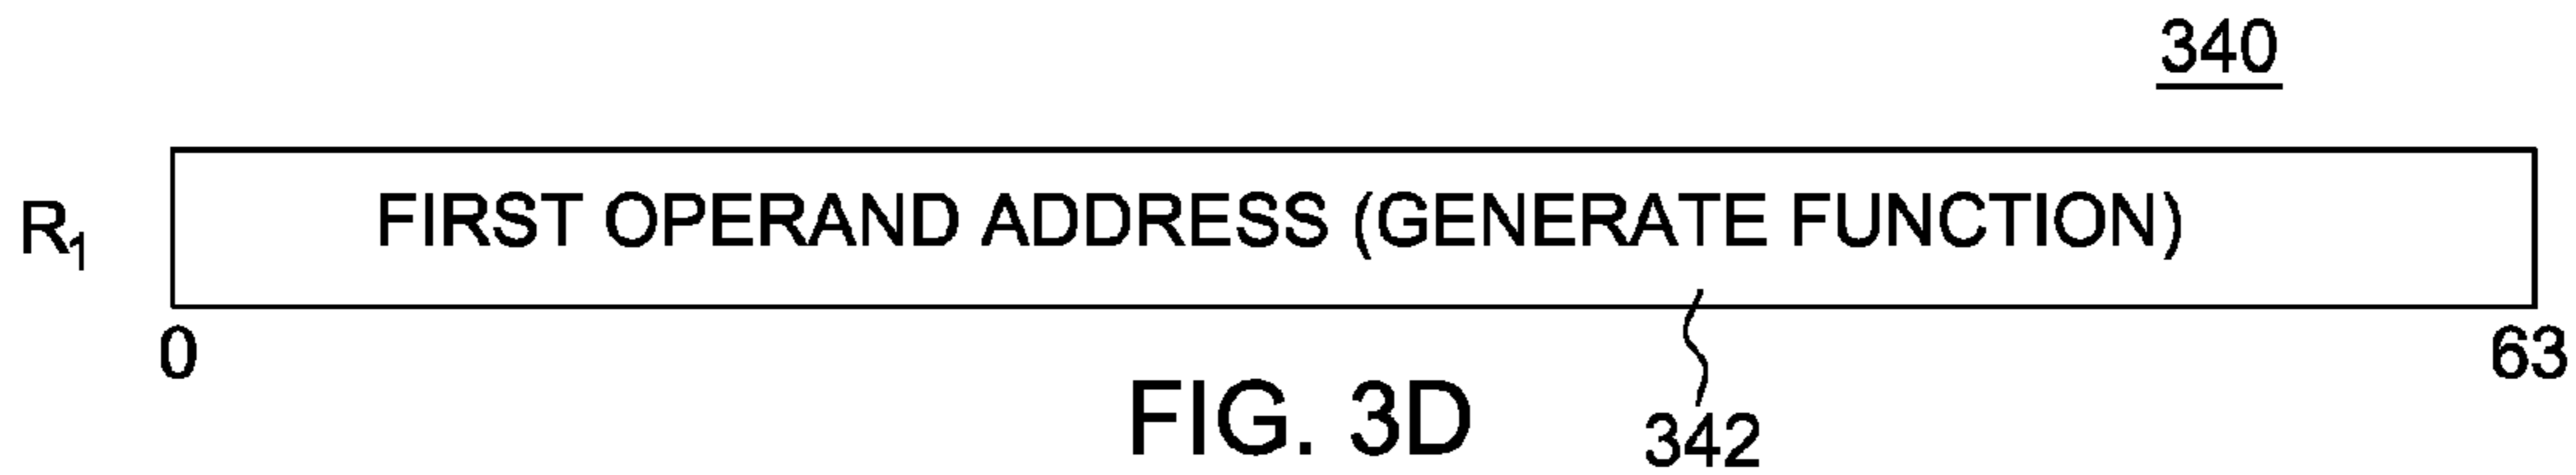 340
R₁ FIRST OPERAND ADDRESS (GENERATE FUNCTION)
0 63
FIG. 3D 342